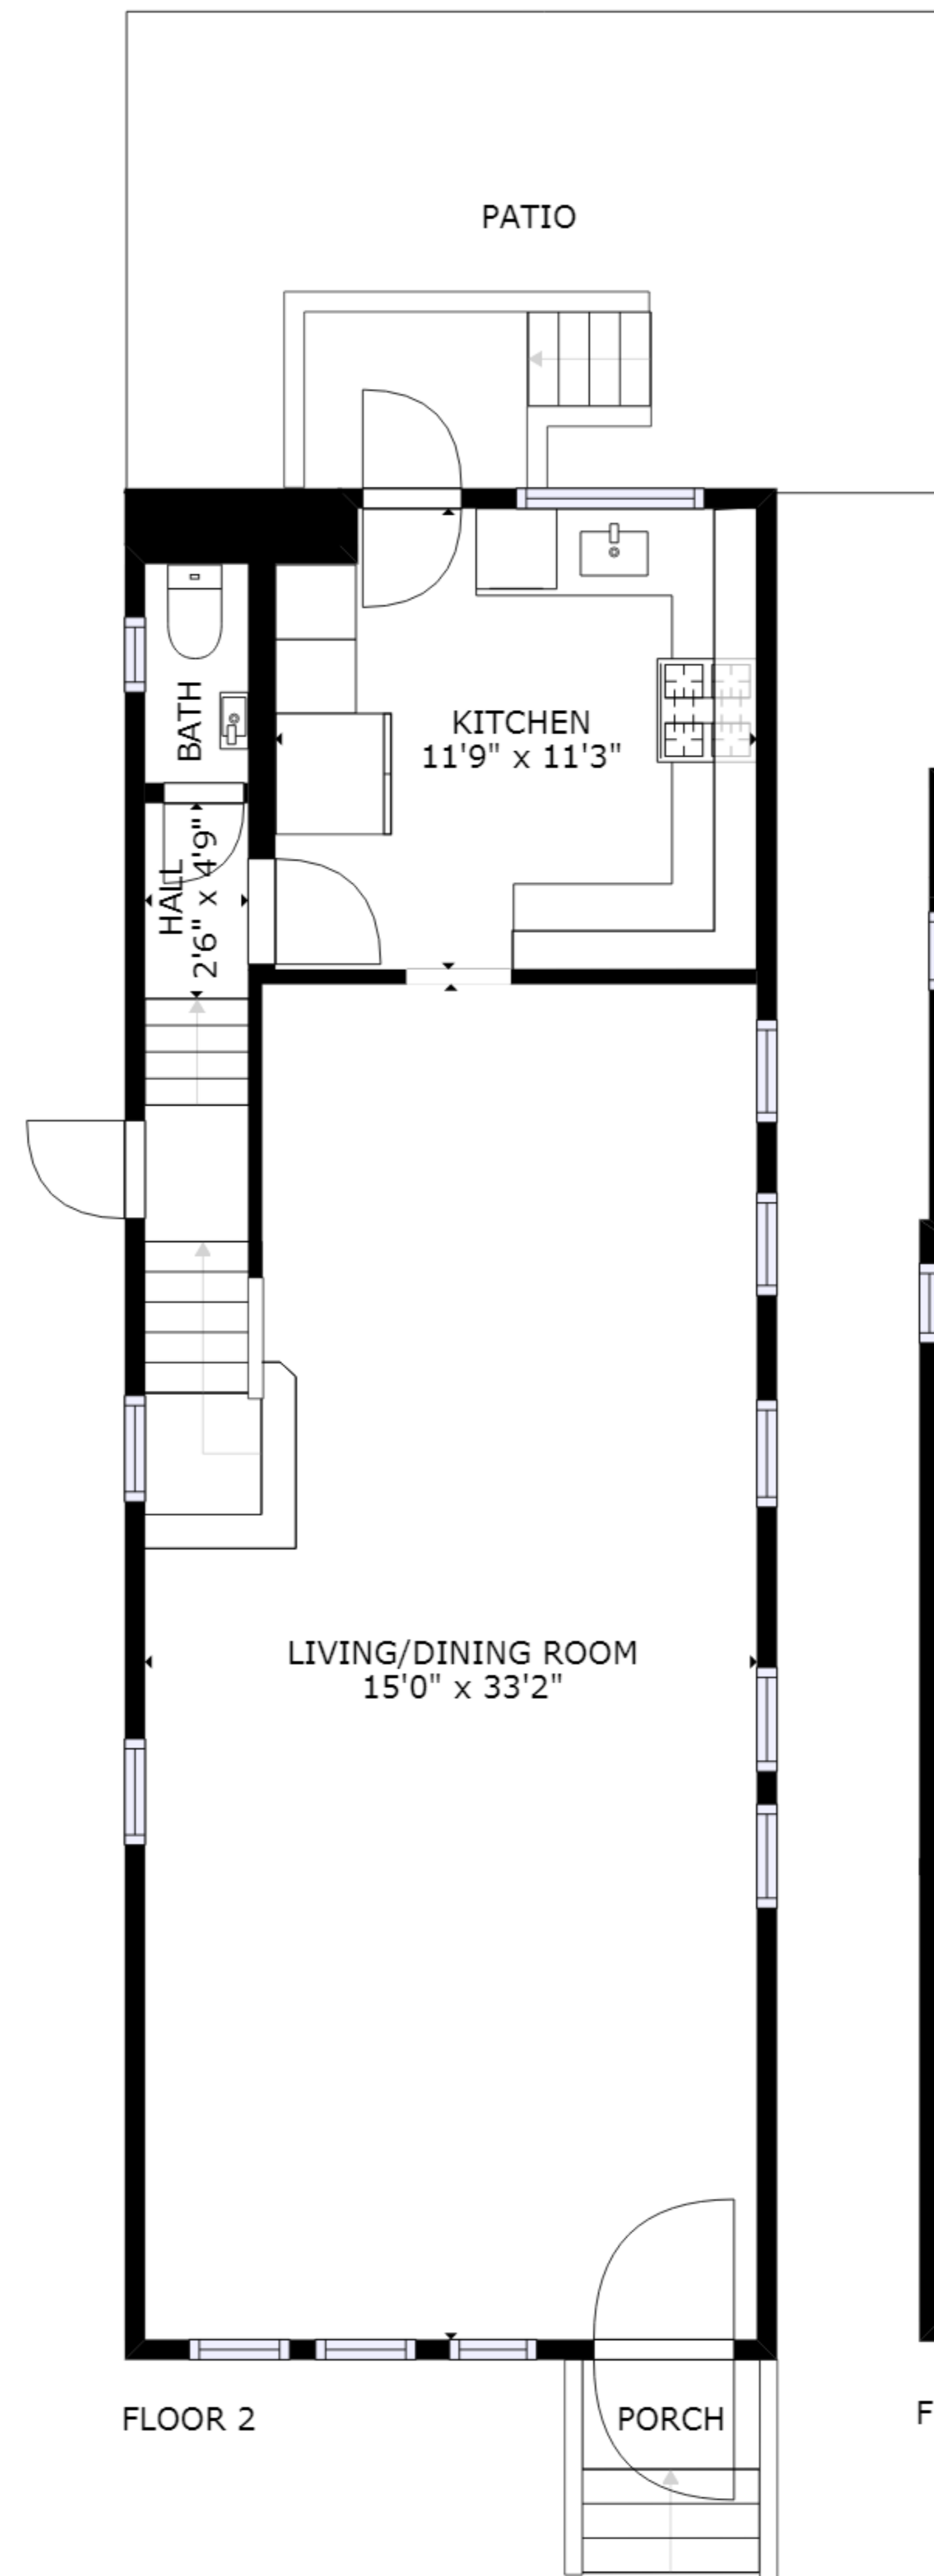 PATIO
KITCHEN
11'9" x 11'3"
BATH
HALL
2'6" x 4'9"
LIVING/DINING ROOM
15'0" x 33'2"
FLOOR 2
PORCH
F